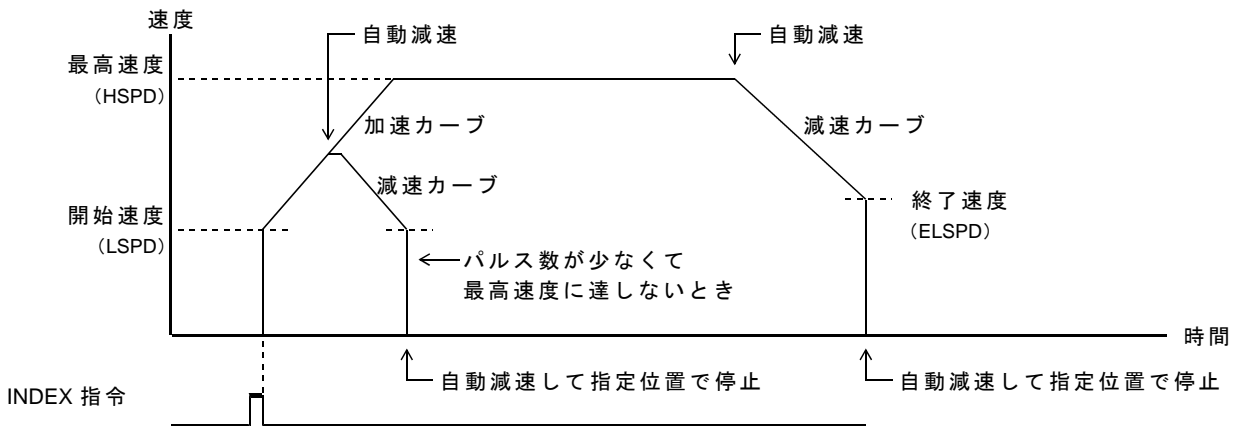 速度
自動減速
自動減速
最高速度
（HSPD）
加速カーブ
減速カーブ
減速カーブ
開始速度
（LSPD）
終了速度
（ELSPD）
パルス数が少なくて
最高速度に達しないとき
時間
自動減速して指定位置で停止
自動減速して指定位置で停止
INDEX 指令